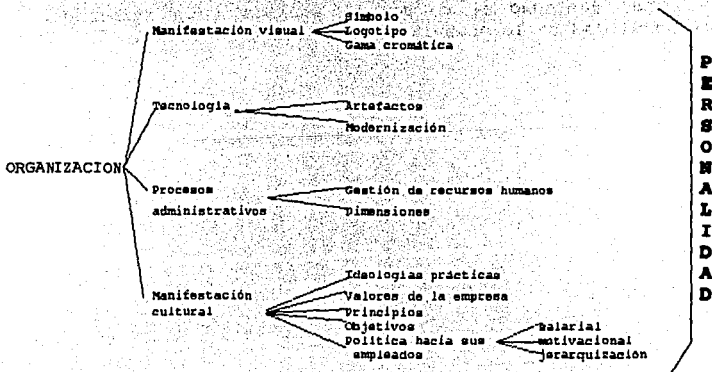 Símbolo
Manifestación visual
Logotipo
Gama cromática
Tecnología
Artefactos
Modernización
ORGANIZACION
Procesos
administrativos
Gestión de recursos humanos
Dimensiones
Manifestación
cultural
Ideologías prácticas
Valores de la empresa
Principios
Objetivos
Política hacia sus
empleados
salarial
motivacional
jerarquización
PERSONALIDAD